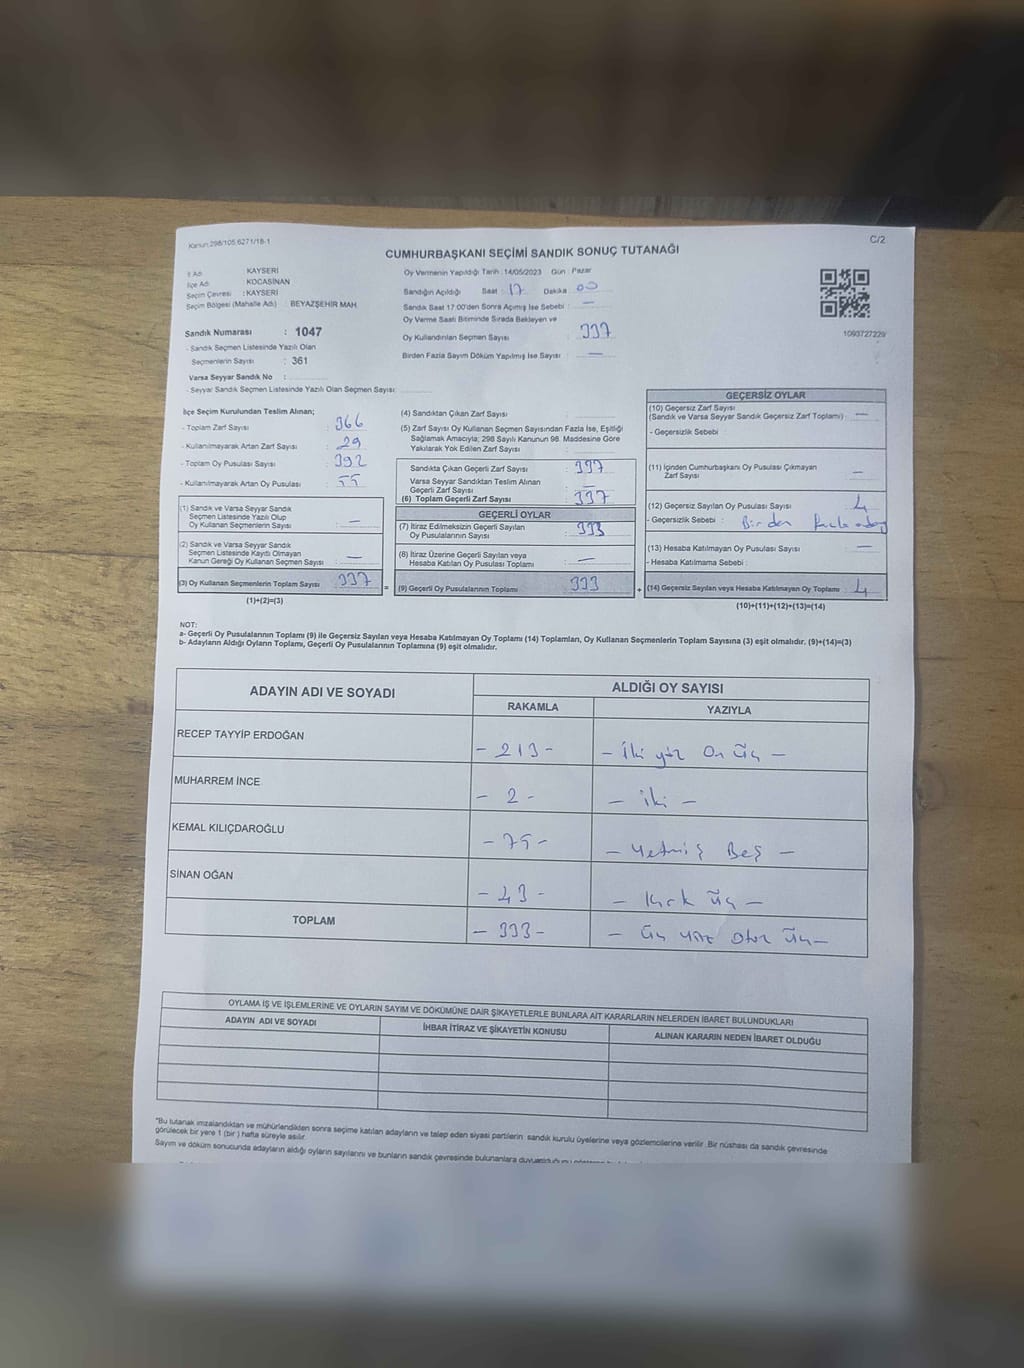 Kanun 298/105,6271/18-1
C/2
CUMHURBAŞKANI SEÇİMİ SANDIK SONUÇ TUTANAĞI
İl Adı KAYSERİ
İlçe Adı KOCASİNAN
Seçim Çevresi : KAYSERİ
Seçim Bölgesi (Mahalle Adı) : BEYAZŞEHİR MAH.
Sandık Numarası : 1047
- Sandık Seçmen Listesinde Yazılı Olan
Seçmenlerin Sayısı : 361
Varsa Seyyar Sandık No :
- Seyyar Sandık Seçmen Listesinde Yazılı Olan Seçmen Sayısı:
Oy Vermenin Yapıldığı Tarih : 14/05/2023 Gün : Pazar
Sandığın Açıldığı Saat : 17 Dakika : 00
Sandık Saat 17:00'den Sonra Açılmış İse Sebebi : —
Oy Verme Saati Bitiminde Sırada Bekleyen ve
Oy Kullandırılan Seçmen Sayısı : 337
Birden Fazla Sayım Döküm Yapılmış İse Sayısı : —
1093727229
İlçe Seçim Kurulundan Teslim Alınan;
- Toplam Zarf Sayısı : 366
- Kullanılmayarak Artan Zarf Sayısı : 29
- Toplam Oy Pusulası Sayısı : 392
- Kullanılmayarak Artan Oy Pusulası : 55
(1) Sandık ve Varsa Seyyar Sandık
Seçmen Listesinde Yazılı Olup
Oy Kullanan Seçmenlerin Sayısı : —
(2) Sandık ve Varsa Seyyar Sandık
Seçmen Listesinde Kayıtlı Olmayan
Kanun Gereği Oy Kullanan Seçmen Sayısı : —
(3) Oy Kullanan Seçmenlerin Toplam Sayısı : 337
(1)+(2)=(3)
(4) Sandıktan Çıkan Zarf Sayısı :
(5) Zarf Sayısı Oy Kullanan Seçmen Sayısından Fazla İse, Eşitliği
Sağlamak Amacıyla; 298 Sayılı Kanunun 98. Maddesine Göre
Yakılarak Yok Edilen Zarf Sayısı :
Sandıkta Çıkan Geçerli Zarf Sayısı : 337
Varsa Seyyar Sandıktan Teslim Alınan
Geçerli Zarf Sayısı : —
(6) Toplam Geçerli Zarf Sayısı : 337
GEÇERLİ OYLAR
(7) İtiraz Edilmeksizin Geçerli Sayılan
Oy Pusulalarının Sayısı : 333
(8) İtiraz Üzerine Geçerli Sayılan veya
Hesaba Katılan Oy Pusulası Toplamı : —
= (9) Geçerli Oy Pusulalarının Toplamı : 333
GEÇERSİZ OYLAR
(10) Geçersiz Zarf Sayısı
(Sandık ve Varsa Seyyar Sandık Geçersiz Zarf Toplamı) : —
- Geçersizlik Sebebi :
(11) İçinden Cumhurbaşkanı Oy Pusulası Çıkmayan
Zarf Sayısı : —
(12) Geçersiz Sayılan Oy Pusulası Sayısı : 4
- Geçersizlik Sebebi : Birden fazla
(13) Hesaba Katılmayan Oy Pusulası Sayısı : —
- Hesaba Katılmama Sebebi :
+ (14) Geçersiz Sayılan veya Hesaba Katılmayan Oy Toplamı : 4
(10)+(11)+(12)+(13)=(14)
NOT:
a- Geçerli Oy Pusulalarının Toplamı (9) ile Geçersiz Sayılan veya Hesaba Katılmayan Oy Toplamı (14) Toplamları, Oy Kullanan Seçmenlerin Toplam Sayısına (3) eşit olmalıdır. (9)+(14)=(3)
b- Adayların Aldığı Oyların Toplamı, Geçerli Oy Pusulalarının Toplamına (9) eşit olmalıdır.
ADAYIN ADI VE SOYADI
ALDIĞI OY SAYISI
RAKAMLA YAZIYLA
RECEP TAYYİP ERDOĞAN - 213 - - İki yüz On üç -
MUHARREM İNCE - 2 - - iki -
KEMAL KILIÇDAROĞLU - 75 - - Yetmiş Beş -
SİNAN OĞAN - 43 - - Kırk üç -
TOPLAM - 333 - - Üç yüz otuz üç -
OYLAMA İŞ VE İŞLEMLERİNE VE OYLARIN SAYIM VE DÖKÜMÜNE DAİR ŞİKAYETLERLE BUNLARA AİT KARARLARIN NELERDEN İBARET BULUNDUKLARI
ADAYIN ADI VE SOYADI İHBAR İTİRAZ VE ŞİKAYETİN KONUSU ALINAN KARARIN NEDEN İBARET OLDUĞU
"Bu tutanak imzalandıktan ve mühürlendikten sonra seçime katılan adayların ve talep eden siyasi partilerin sandık kurulu üyelerine veya gözlemcilerine verilir. Bir nüshası da sandık çevresinde
görülecek bir yere 1 (bir) hafta süreyle asılır.
Sayım ve döküm sonucunda adayların aldığı oyların sayılarını ve bunların sandık çevresinde bulunanlara